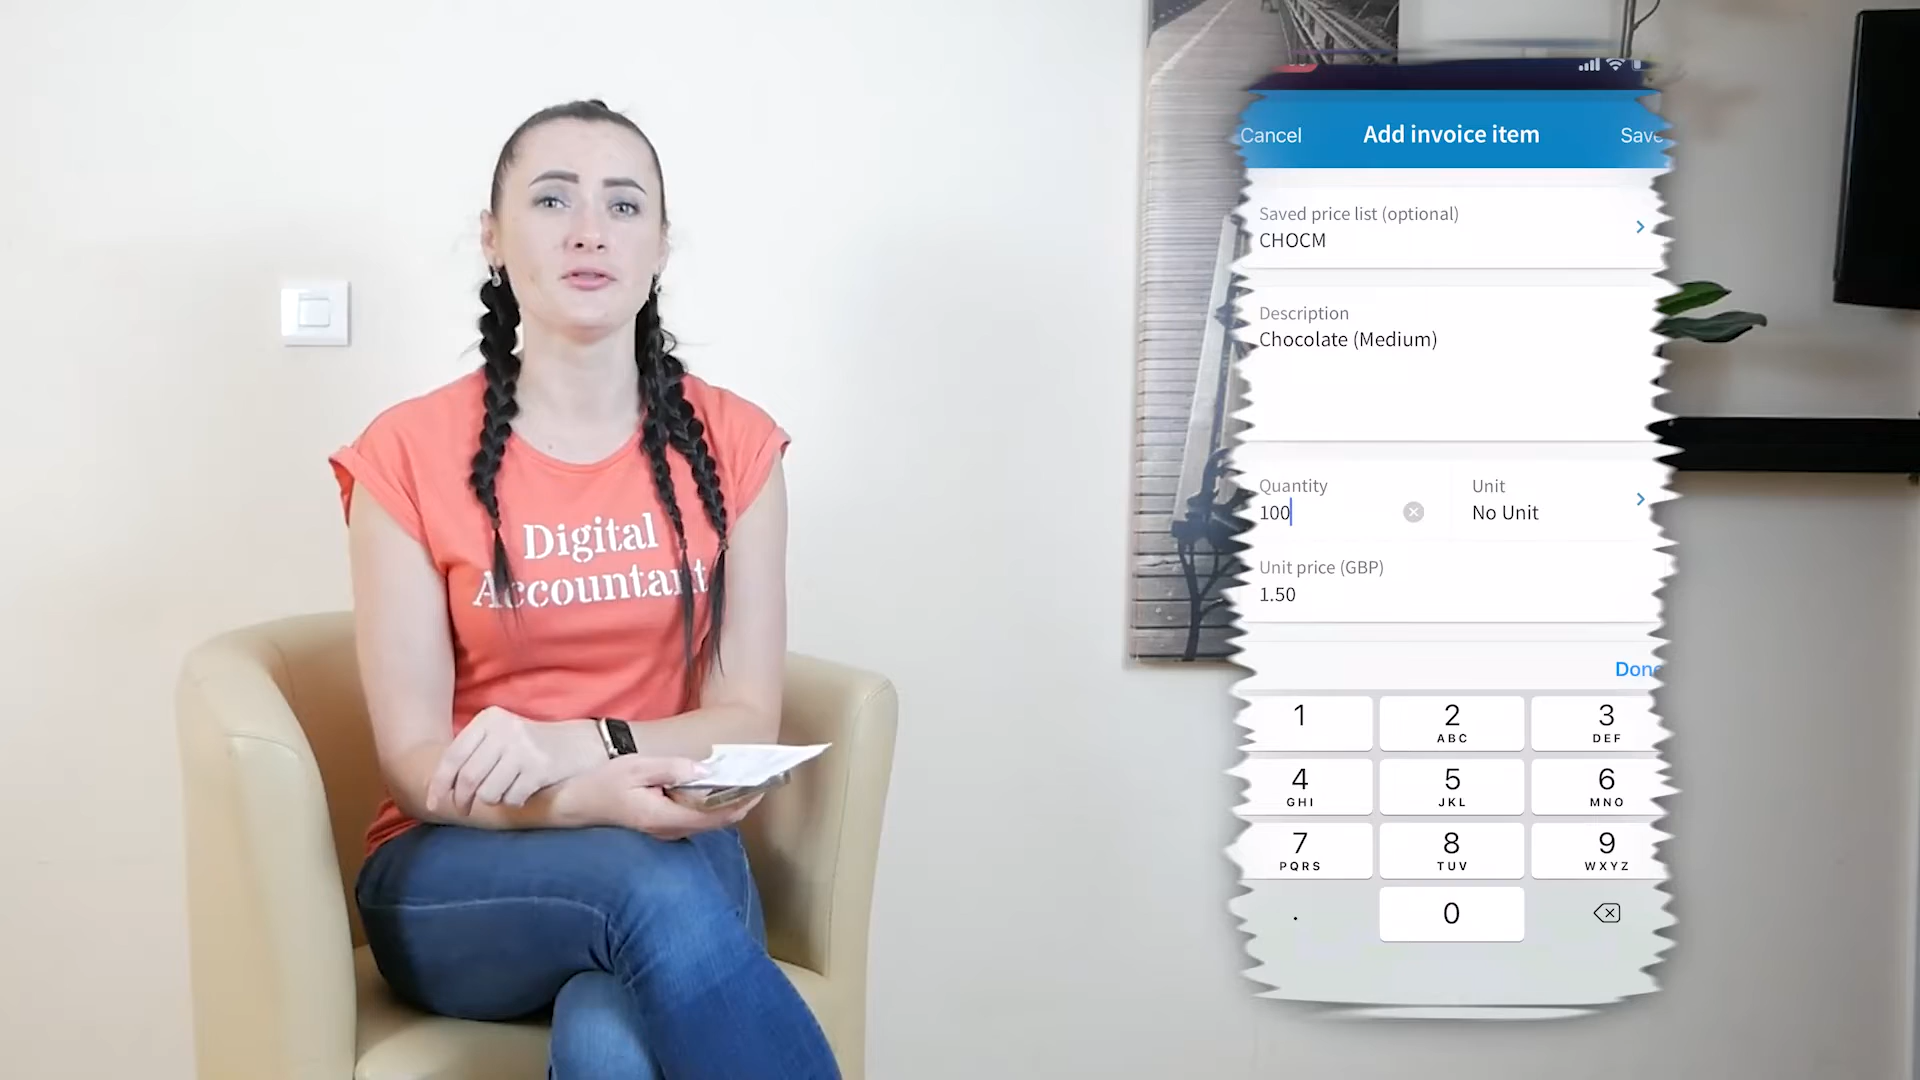 Digital
Accountant
Cancel
Add invoice item
Save
Saved price list (optional)
CHOCM
Description
Chocolate (Medium)
Quantity
100
Unit
No Unit
Unit price (GBP)
1.50
Done
1
2
ABC
3
DEF
4
GHI
5
JKL
6
MNO
7
PQRS
8
TUV
9
WXYZ
.
0